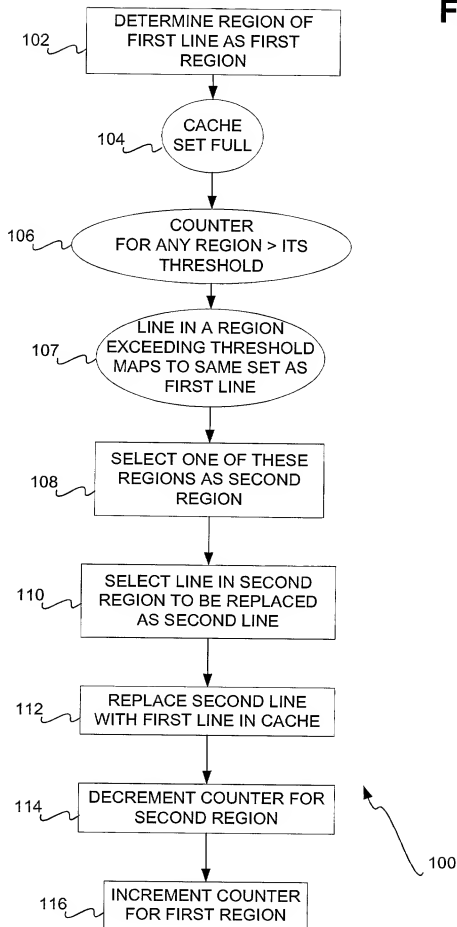 F
102
DETERMINE REGION OF
FIRST LINE AS FIRST
REGION
104
CACHE
SET FULL
106
COUNTER
FOR ANY REGION > ITS
THRESHOLD
107
LINE IN A REGION
EXCEEDING THRESHOLD
MAPS TO SAME SET AS
FIRST LINE
108
SELECT ONE OF THESE
REGIONS AS SECOND
REGION
110
SELECT LINE IN SECOND
REGION TO BE REPLACED
AS SECOND LINE
112
REPLACE SECOND LINE
WITH FIRST LINE IN CACHE
114
DECREMENT COUNTER FOR
SECOND REGION
100
116
INCREMENT COUNTER
FOR FIRST REGION